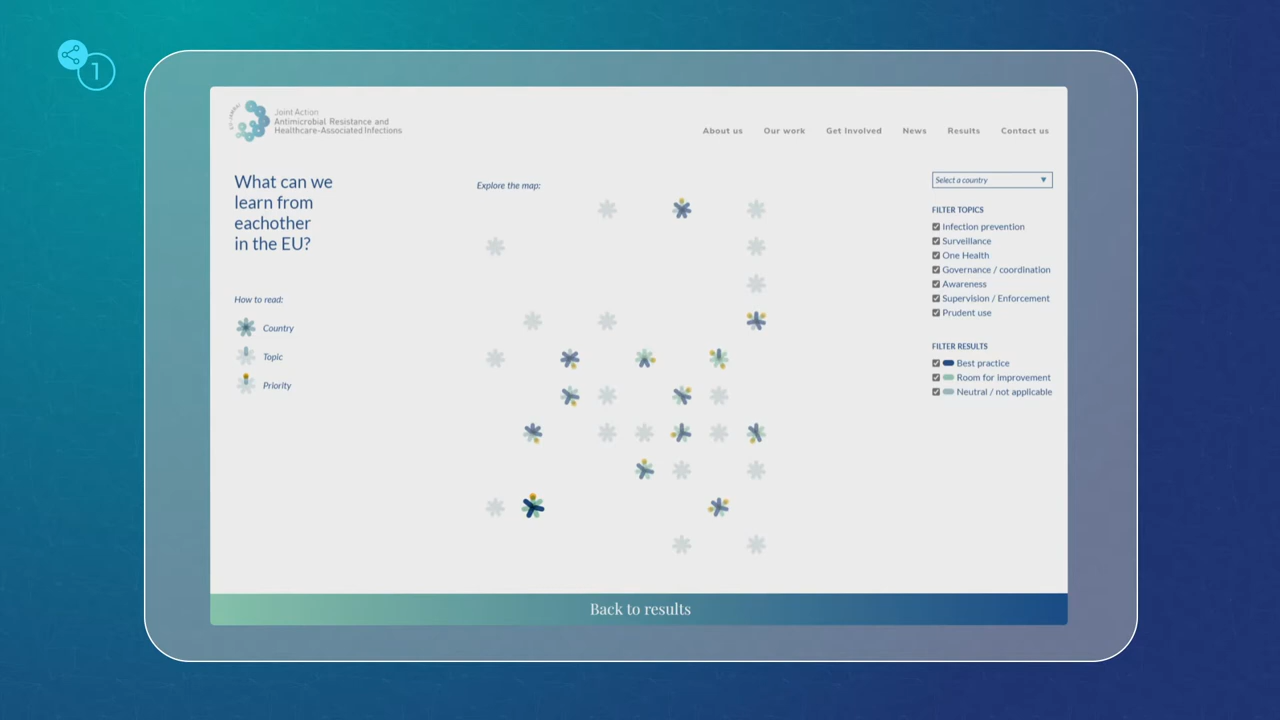 1
Joint Action
Antimicrobial Resistance and
Healthcare-Associated Infections
About us
Our work
Get Involved
News
Results
Contact us
What can we
learn from
eachother
in the EU?
How to read:
Country
Topic
Priority
Explore the map:
Select a country
FILTER TOPICS
Infection prevention
Surveillance
One Health
Governance / coordination
Awareness
Supervision / Enforcement
Prudent use
FILTER RESULTS
Best practice
Room for improvement
Neutral / not applicable
Back to results